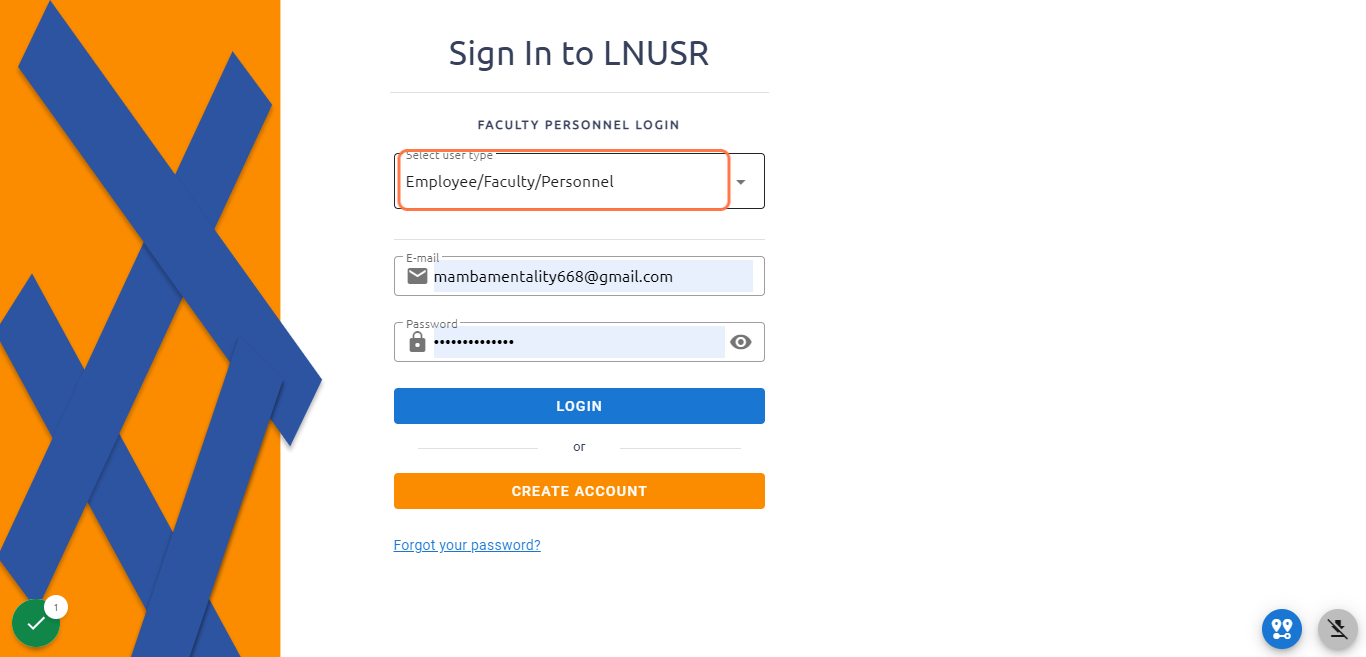 Sign In to LNUSR
FACULTY PERSONNEL LOGIN
Select user type
Employee/Faculty/Personnel
E-mail
mambamentality668@gmail.com
Password
••••••••••••••
LOGIN
or
CREATE ACCOUNT
Forgot your password?
1